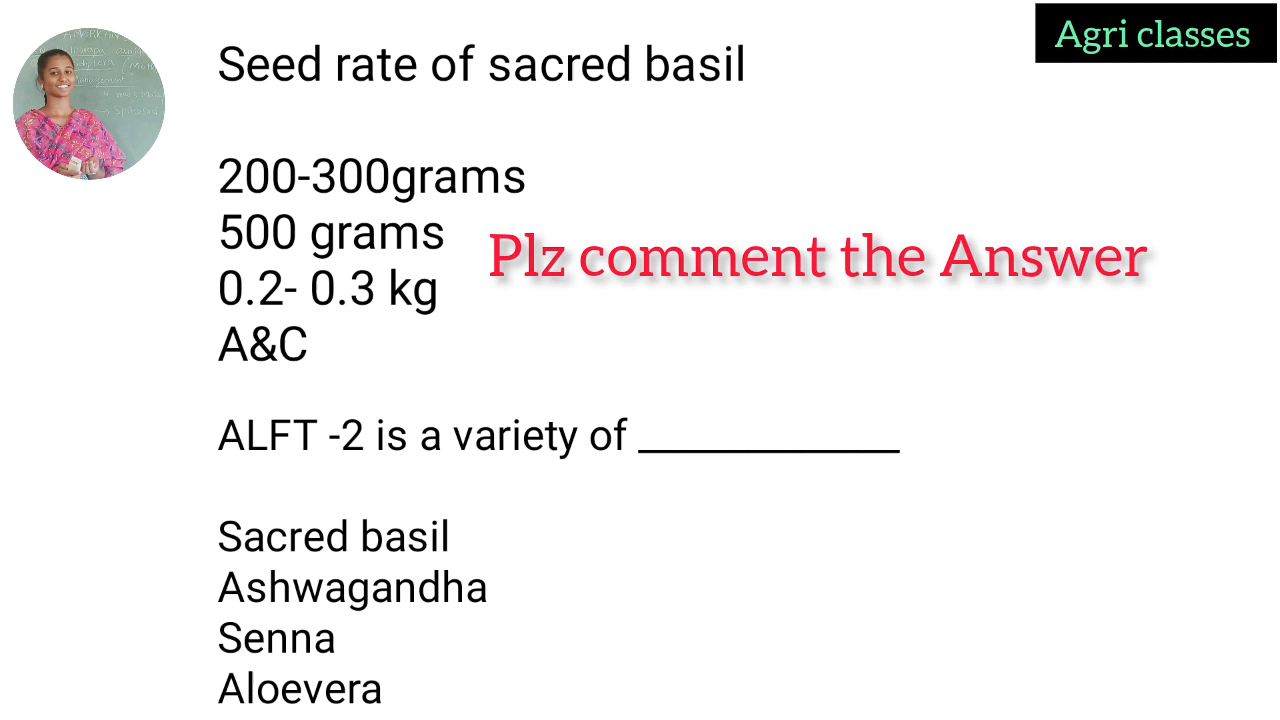 Agri classes
Seed rate of sacred basil
200-300grams
500 grams
0.2- 0.3 kg
A&C
Plz comment the Answer
ALFT -2 is a variety of ______________
Sacred basil
Ashwagandha
Senna
Aloevera